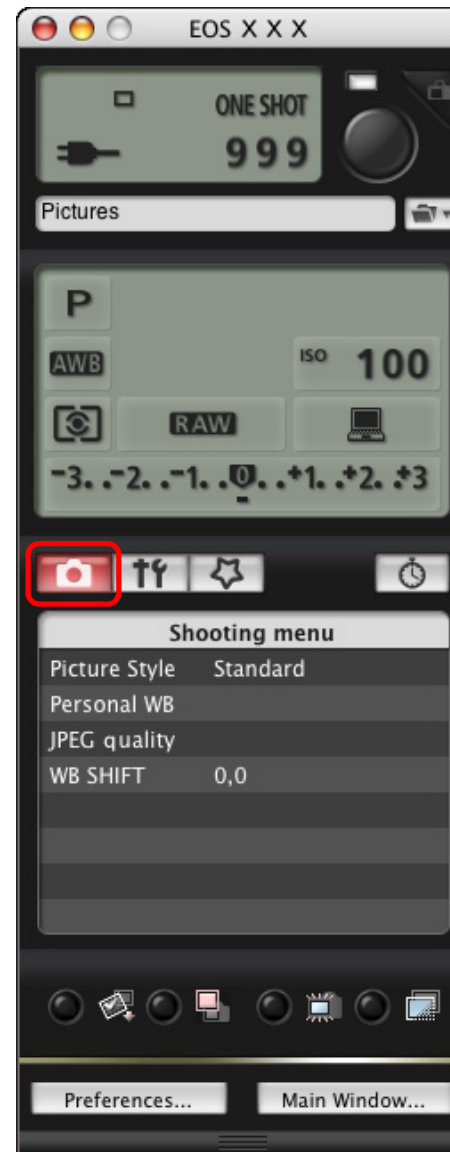 EOS X X X
ONE SHOT
999
Pictures
P
AWB
ISO 100
RAW
-3. .-2. .-1. .0. .+1. .+2. .+3
Shooting menu
Picture Style Standard
Personal WB
JPEG quality
WB SHIFT 0,0
Preferences... Main Window...